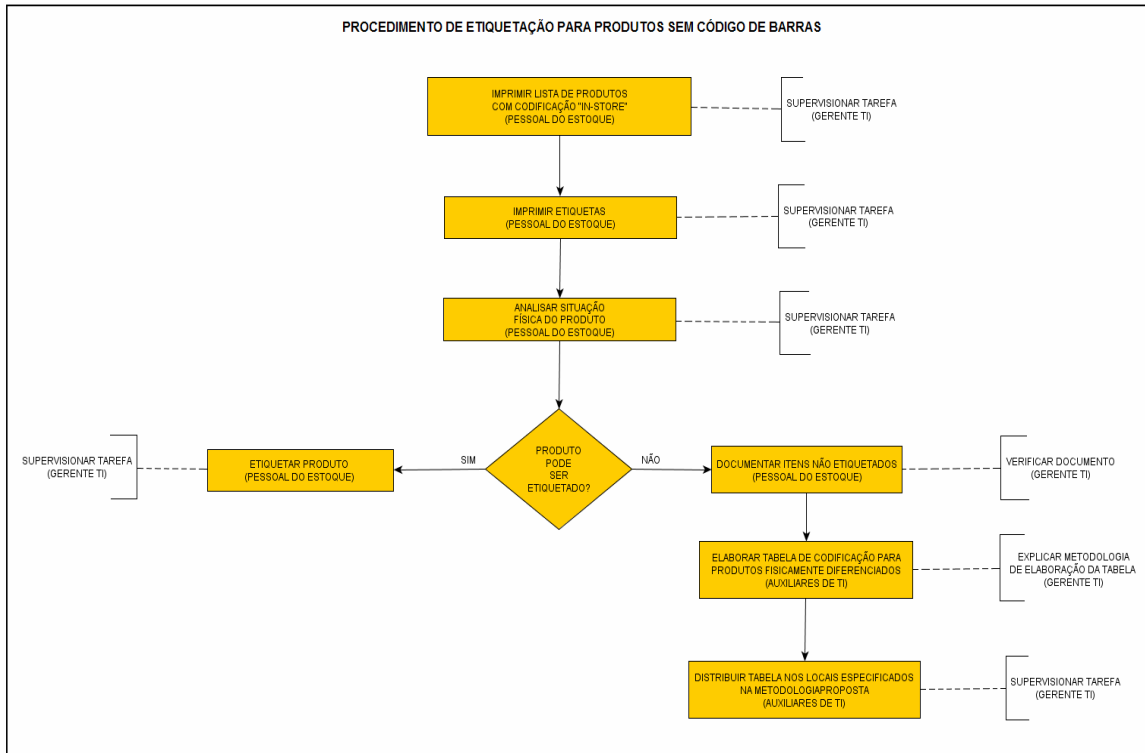 PROCEDIMENTO DE ETIQUETAÇÃO PARA PRODUTOS SEM CÓDIGO DE BARRAS
IMPRIMIR LISTA DE PRODUTOS
COM CODIFICAÇÃO "IN-STORE"
(PESSOAL DO ESTOQUE)
SUPERVISIONAR TAREFA
(GERENTE TI)
IMPRIMIR ETIQUETAS
(PESSOAL DO ESTOQUE)
SUPERVISIONAR TAREFA
(GERENTE TI)
ANALISAR SITUAÇÃO
FÍSICA DO PRODUTO
(PESSOAL DO ESTOQUE)
SUPERVISIONAR TAREFA
(GERENTE TI)
SUPERVISIONAR TAREFA
(GERENTE TI)
ETIQUETAR PRODUTO
(PESSOAL DO ESTOQUE)
SIM
PRODUTO
PODE
SER
ETIQUETADO?
NÃO
DOCUMENTAR ITENS NÃO ETIQUETADOS
(PESSOAL DO ESTOQUE)
VERIFICAR DOCUMENTO
(GERENTE TI)
ELABORAR TABELA DE CODIFICAÇÃO PARA
PRODUTOS FISICAMENTE DIFERENCIADOS
(AUXILIARES DE TI)
EXPLICAR METODOLOGIA
DE ELABORAÇÃO DA TABELA
(GERENTE TI)
DISTRIBUIR TABELA NOS LOCAIS ESPECIFICADOS
NA METODOLOGIAPROPOSTA
(AUXILIARES DE TI)
SUPERVISIONAR TAREFA
(GERENTE TI)